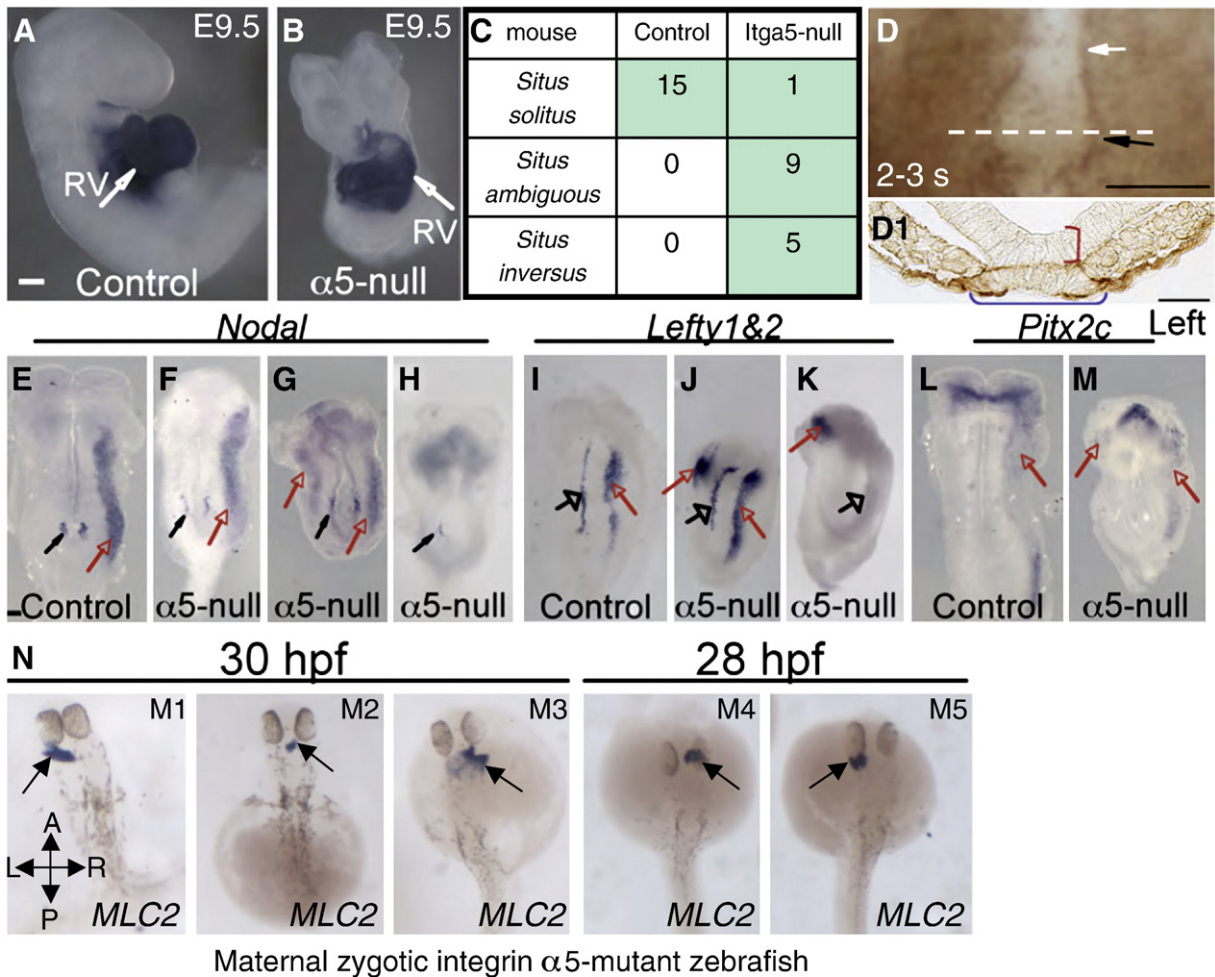 A
E9.5
RV
Control
B
E9.5
RV
α5-null
C
mouse Control Itga5-null
Situs solitus 15 1
Situs ambiguous 0 9
Situs inversus 0 5
D
2-3 s
D1
Left
Nodal
Lefty1&2
Pitx2c
E
Control
F
α5-null
G
α5-null
H
α5-null
I
Control
J
α5-null
K
α5-null
L
Control
M
α5-null
N
30 hpf
28 hpf
M1
A
L R
P
MLC2
M2
MLC2
M3
MLC2
M4
MLC2
M5
MLC2
Maternal zygotic integrin α5-mutant zebrafish